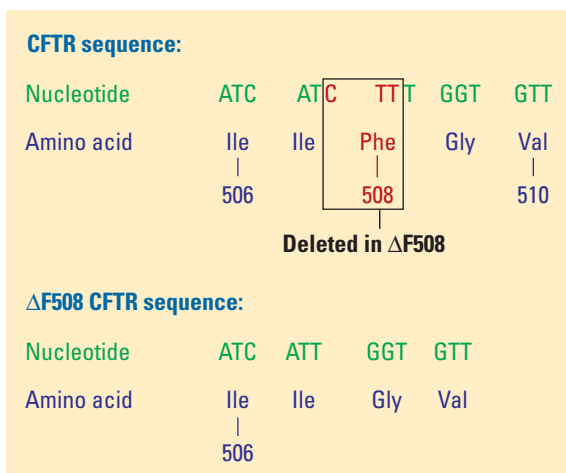 CFTR sequence:
Nucleotide ATC ATC TTT GGT GTT
Amino acid Ile Ile Phe Gly Val
506 508 510
Deleted in ΔF508
ΔF508 CFTR sequence:
Nucleotide ATC ATT GGT GTT
Amino acid Ile Ile Gly Val
506